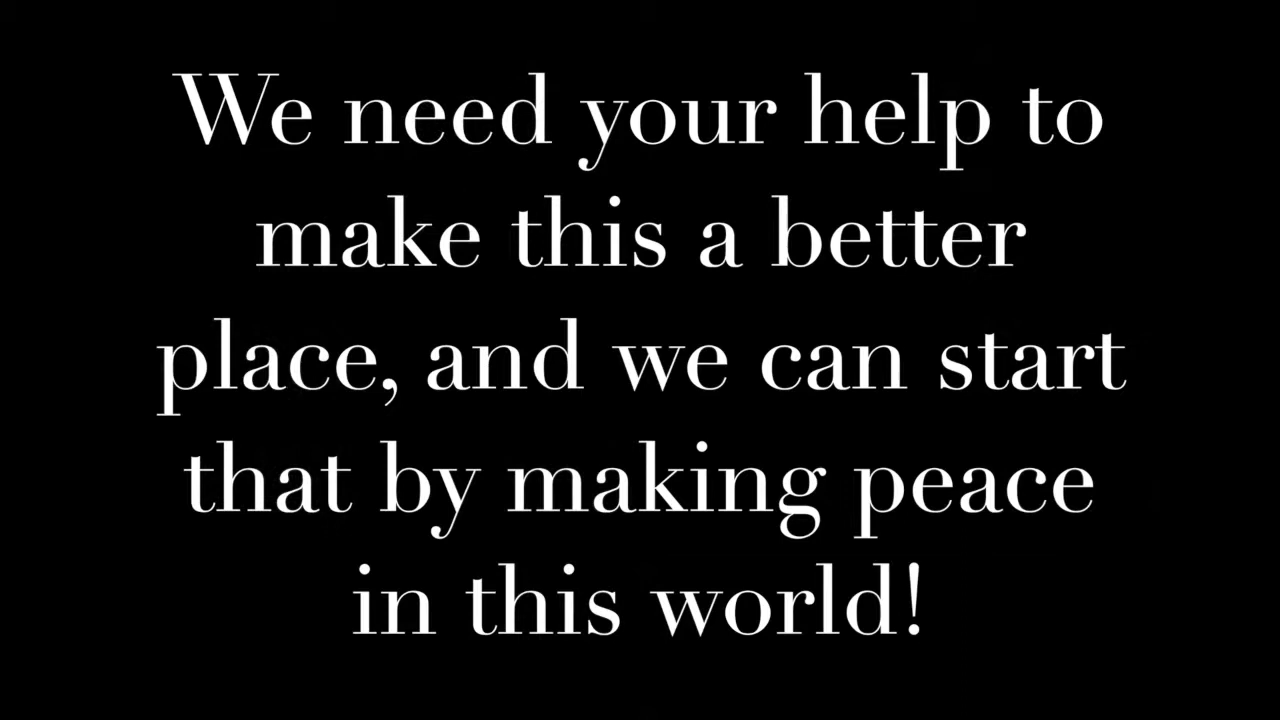 We need your help to
make this a better
place, and we can start
that by making peace
in this world!